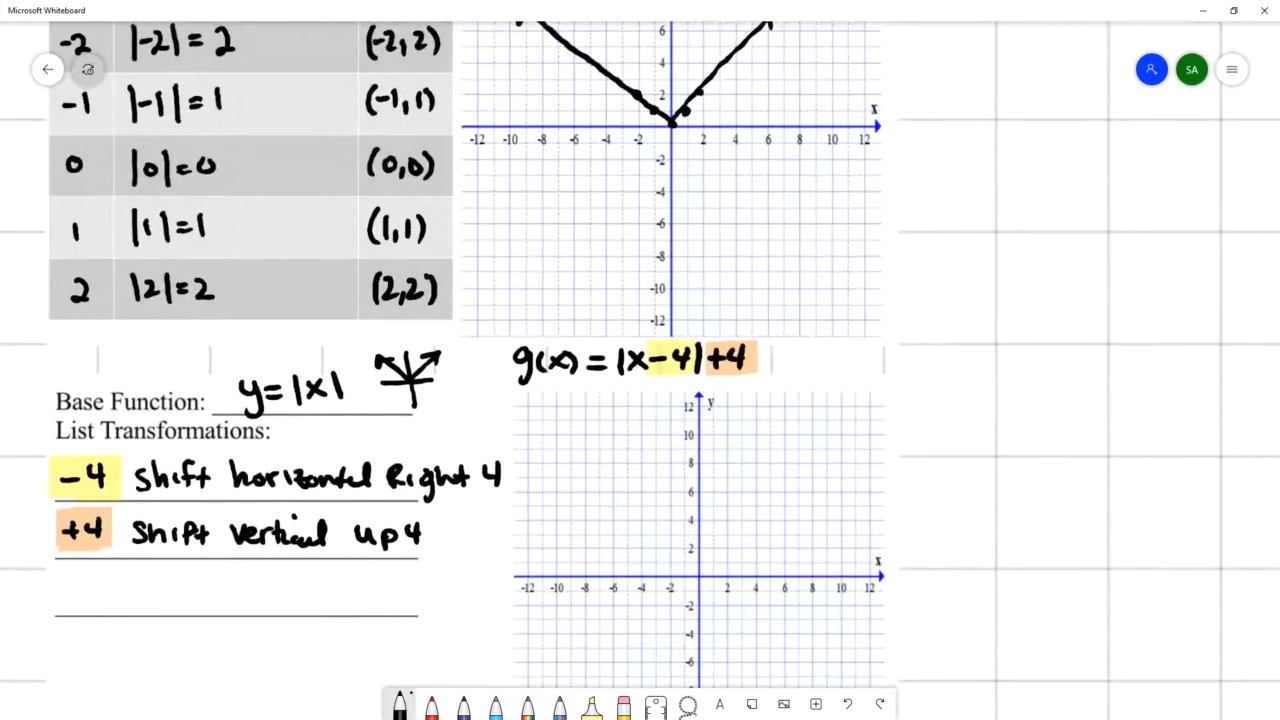 Microsoft Whiteboard
-2 |-2| = 2 (-2, 2)
-1 |-1| = 1 (-1, 1)
0 |0| = 0 (0,0)
1 |1| = 1 (1, 1)
2 |2| = 2 (2,2)
6
4
2
x
-12 -10 -8 -6 -4 -2 2 4 6 8 10 12
-2
-4
-6
-8
-10
-12
SA
g(x) = |x - 4| + 4
Base Function: y = |x|
List Transformations:
-4 Shift horizontal Right 4
+4 Shift vertical up 4
12 y
10
8
6
4
2
x
-12 -10 -8 -6 -4 -2 2 4 6 8 10 12
-2
-4
-6
A